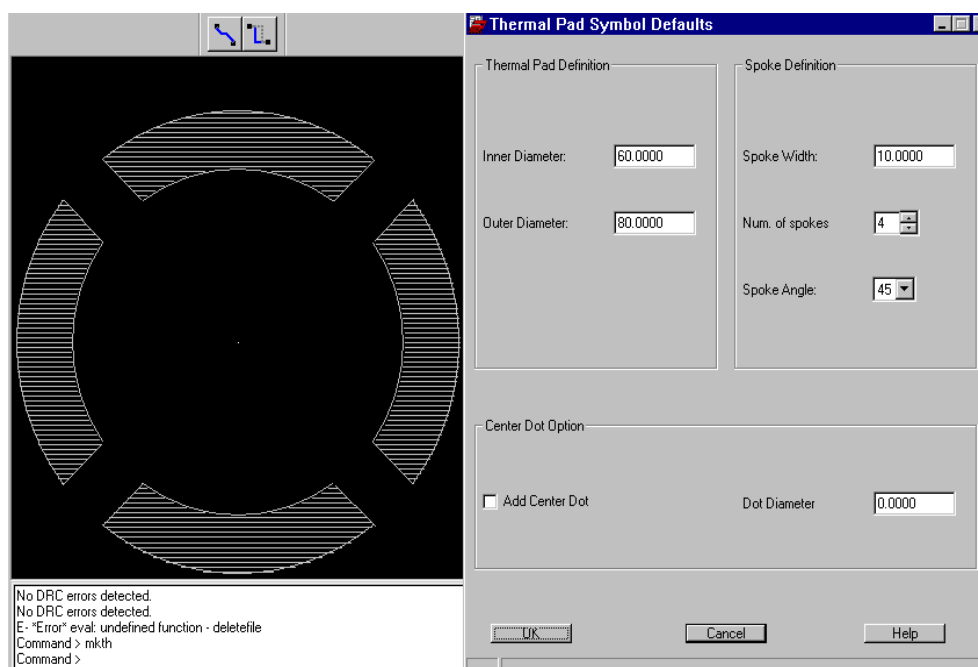 Thermal Pad Symbol Defaults
Thermal Pad Definition
Spoke Definition
Inner Diameter: 60.0000
Spoke Width: 10.0000
Outer Diameter: 80.0000
Num. of spokes 4
Spoke Angle: 45
Center Dot Option
Add Center Dot
Dot Diameter 0.0000
OK
Cancel
Help
No DRC errors detected.
No DRC errors detected.
E- *Error* eval: undefined function - deletefile
Command > mkth
Command >